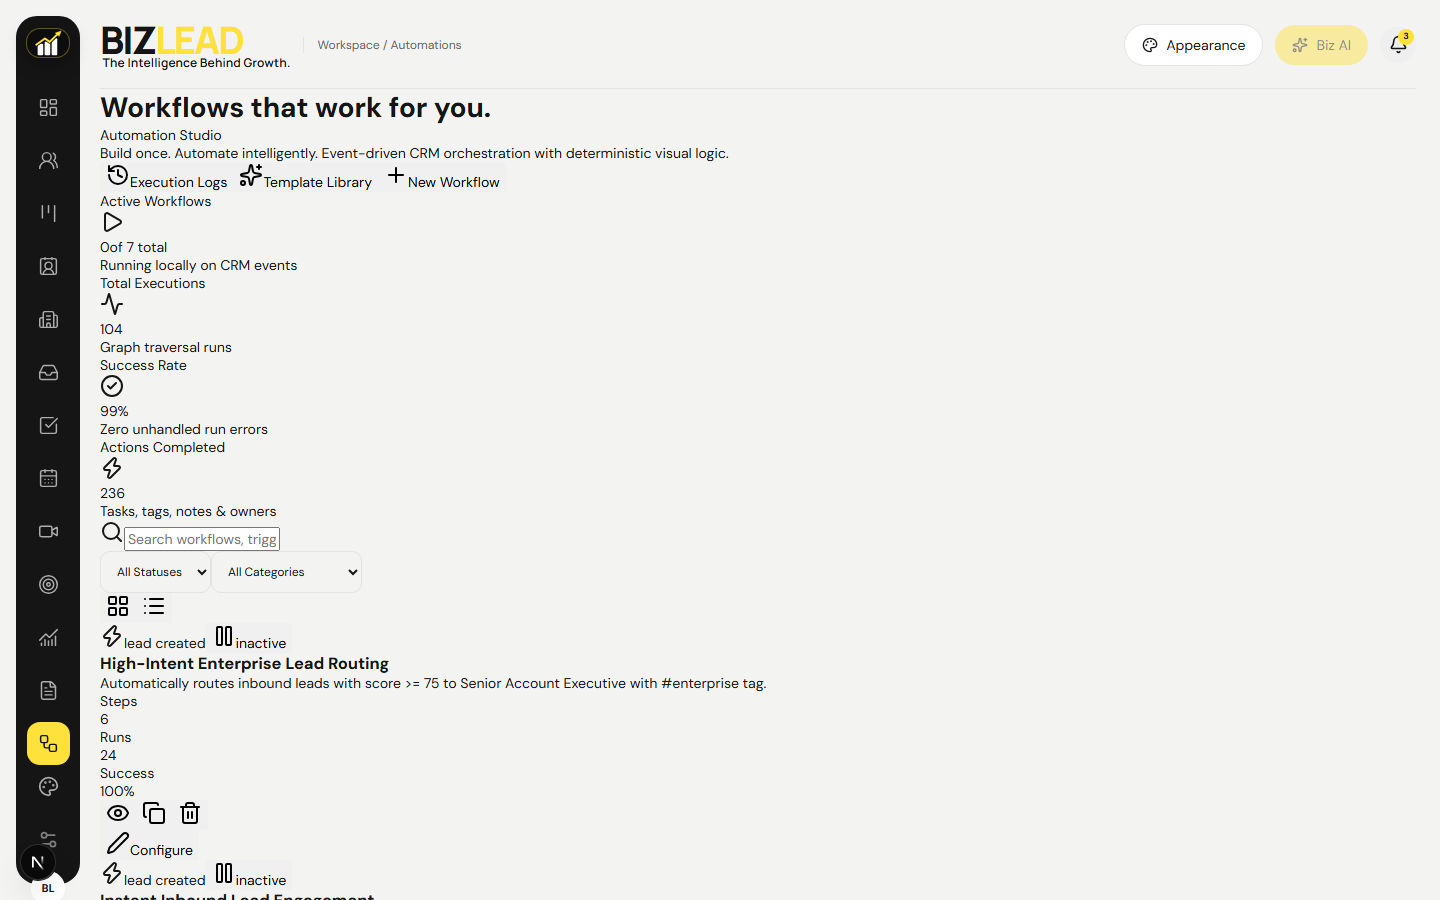 BIZLEAD
The Intelligence Behind Growth.
Workspace / Automations
Appearance
Biz AI
3
Workflows that work for you.
Automation Studio
Build once. Automate intelligently. Event-driven CRM orchestration with deterministic visual logic.
Execution Logs Template Library New Workflow
Active Workflows
0of 7 total
Running locally on CRM events
Total Executions
104
Graph traversal runs
Success Rate
99%
Zero unhandled run errors
Actions Completed
236
Tasks, tags, notes & owners
Search workflows, trigg
All Statuses All Categories
lead created inactive
High-Intent Enterprise Lead Routing
Automatically routes inbound leads with score >= 75 to Senior Account Executive with #enterprise tag.
Steps
6
Runs
24
Success
100%
Configure
lead created inactive
Instant Inbound Lead Engagement
N
BL